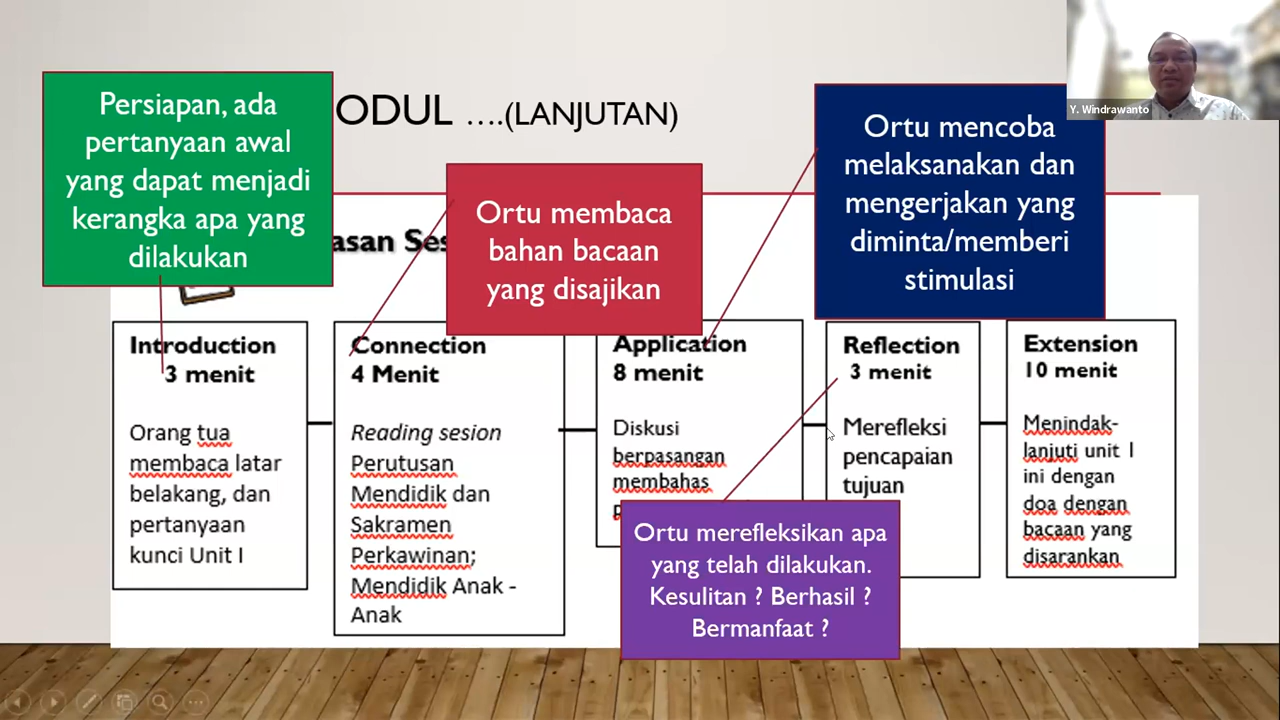 Y. Windrawanto
ODUL ....(LANJUTAN)
Persiapan, ada
pertanyaan awal
yang dapat menjadi
kerangka apa yang
dilakukan
Ortu membaca
bahan bacaan
yang disajikan
Ortu mencoba
melaksanakan dan
mengerjakan yang
diminta/memberi
stimulasi
asan Ses
Introduction
3 menit
Orang tua
membaca latar
belakang, dan
pertanyaan
kunci Unit I
Connection
4 Menit
Reading sesion
Perutusan
Mendidik dan
Sakramen
Perkawinan;
Mendidik Anak -
Anak
Application
8 menit
Diskusi
berpasangan
membahas
Reflection
3 menit
Merefleksi
pencapaian
tujuan
Extension
10 menit
Menindak-
lanjuti unit I
ini dengan
doa dengan
bacaan yang
disarankan
Ortu merefleksikan apa
yang telah dilakukan.
Kesulitan ? Berhasil ?
Bermanfaat ?